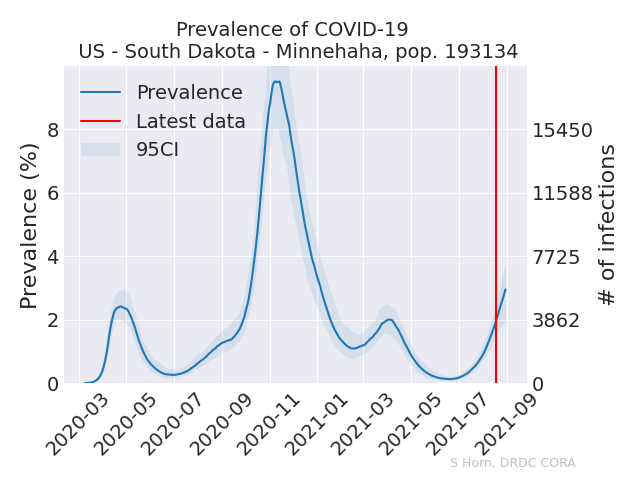 Prevalence of COVID-19
US - South Dakota - Minnehaha, pop. 193134
Prevalence
Latest data
95CI
Prevalence (%)
8
6
4
2
0
15450
11588
7725
3862
0
# of infections
2020-03
2020-05
2020-07
2020-09
2020-11
2021-01
2021-03
2021-05
2021-07
2021-09
S Horn, DRDC CORA